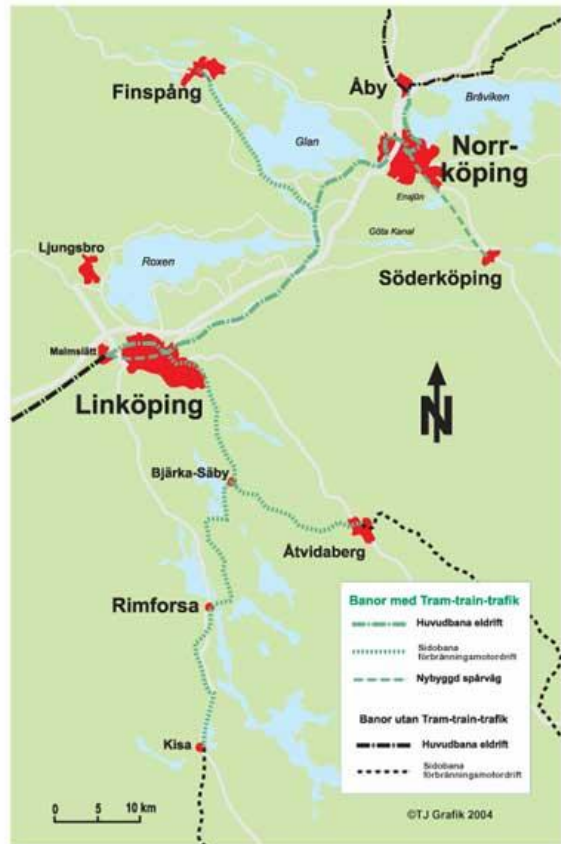 Finspång
Åby
Bråviken
Glan
Norr-
köping
Ensjön
Göta Kanal
Ljungsbro
Roxen
Söderköping
Malmslätt
Linköping
N
Bjärka-Säby
Åtvidaberg
Rimforsa
Kisa
Banor med Tram-train-trafik
Huvudbana eldrift
Sidobana
förbränningsmotordrift
Nybyggd spårväg
Banor utan Tram-train-trafik
Huvudbana eldrift
Sidobana
förbränningsmotordrift
0 5 10 km
©TJ Grafik 2004